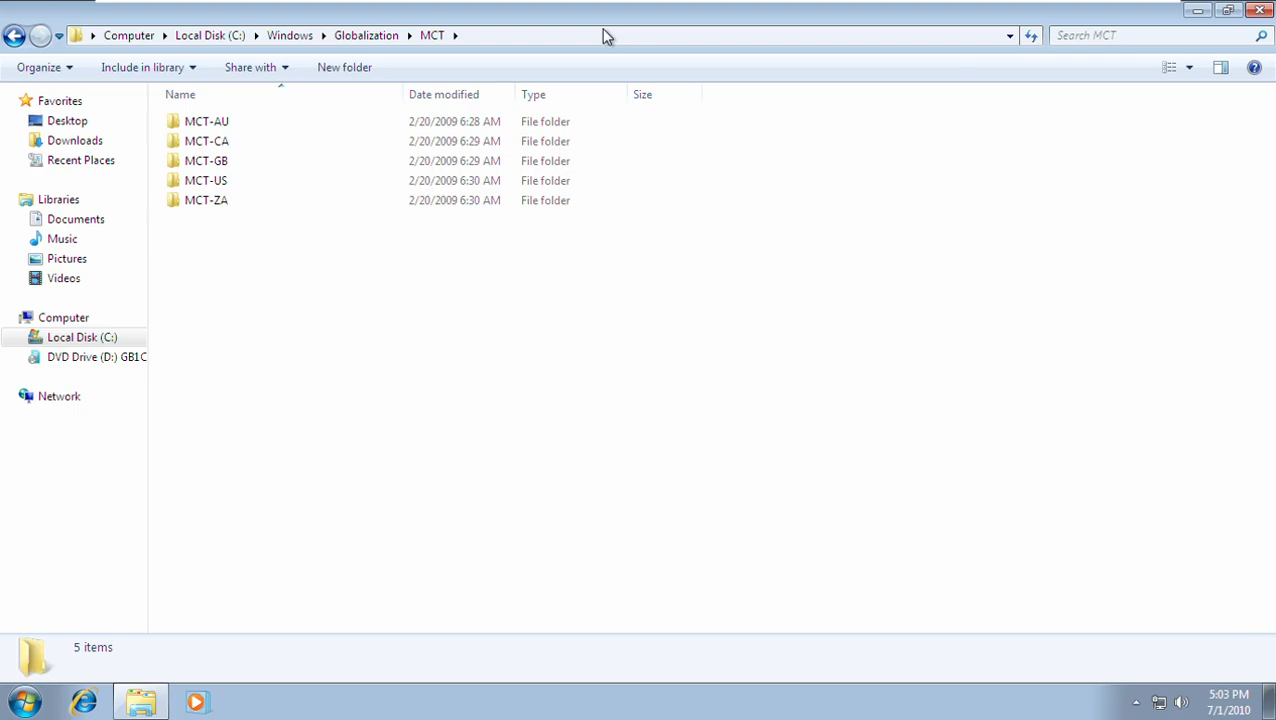 Computer Local Disk (C:) Windows Globalization MCT Search MCT
Organize Include in library Share with New folder
Name Date modified Type Size
Favorites
Desktop
Downloads
Recent Places
Libraries
Documents
Music
Pictures
Videos
Computer
Local Disk (C:)
DVD Drive (D:) GB1C
Network
MCT-AU 2/20/2009 6:28 AM File folder
MCT-CA 2/20/2009 6:29 AM File folder
MCT-GB 2/20/2009 6:29 AM File folder
MCT-US 2/20/2009 6:30 AM File folder
MCT-ZA 2/20/2009 6:30 AM File folder
5 items
5:03 PM
7/1/2010